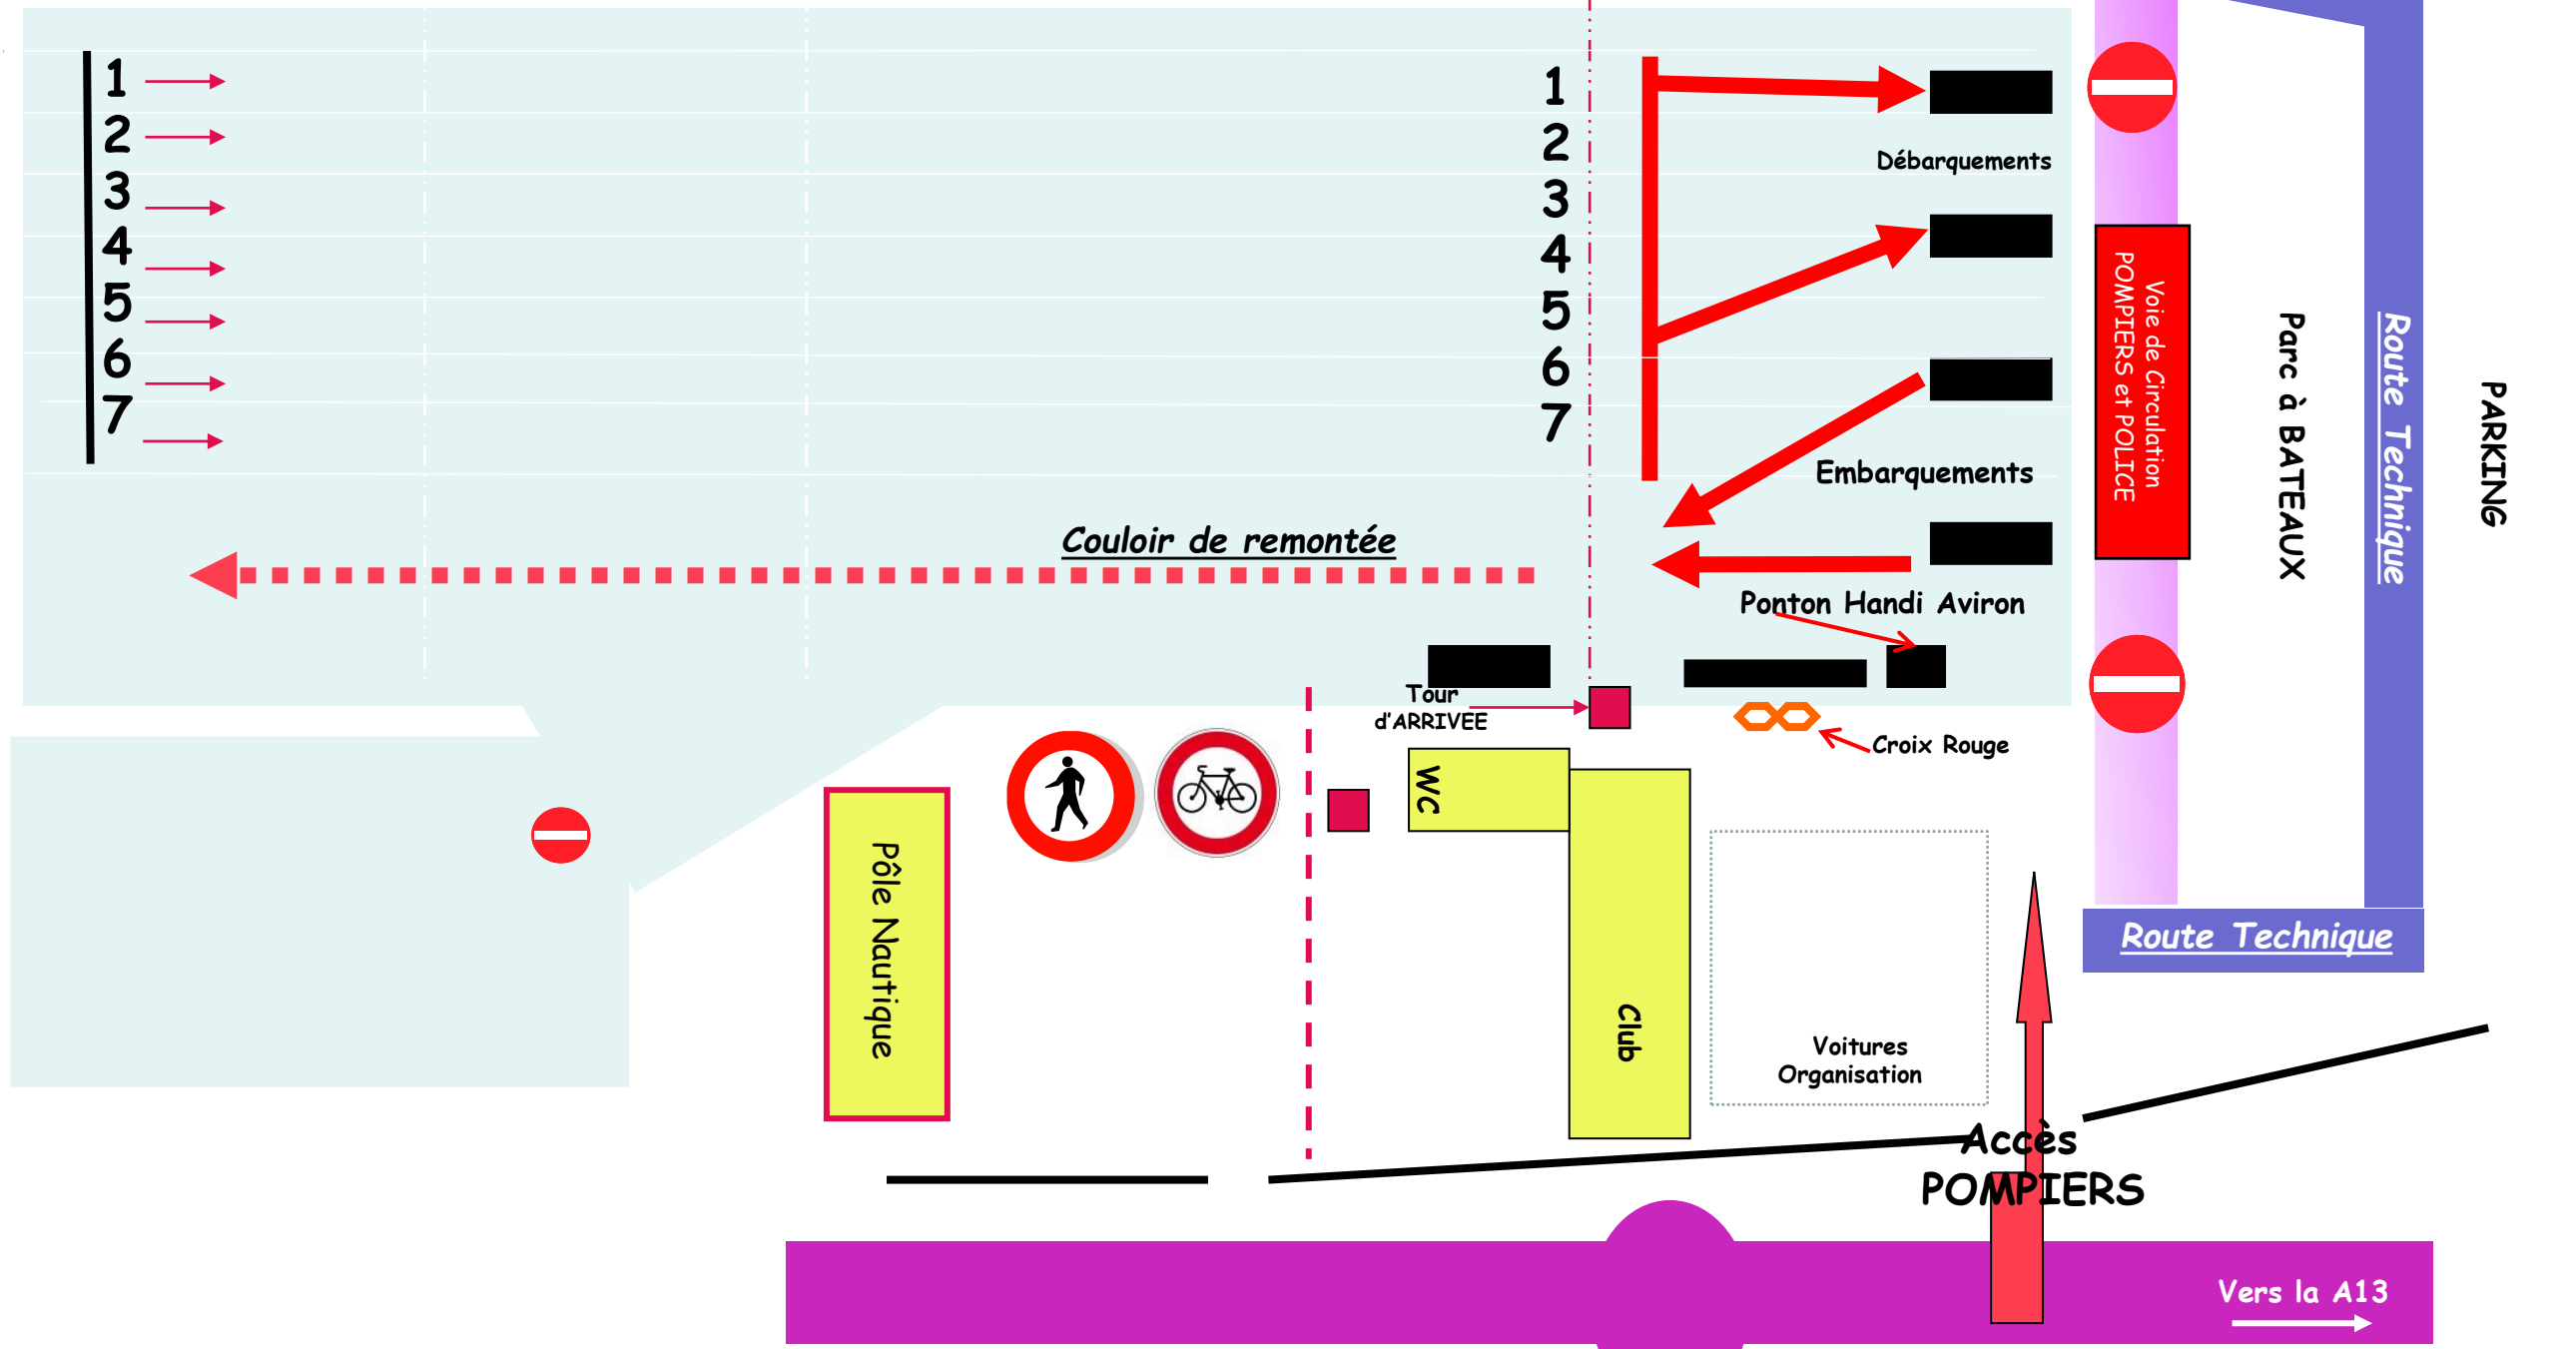 1
2
3
4
5
6
7
1
2
3
4
5
6
7
Débarquements
Embarquements
Couloir de remontée
Ponton Handi Aviron
Tour
d'ARRIVEE
Croix Rouge
WC
Club
Pôle Nautique
Voitures
Organisation
Voie de Circulation
POMPIERS et POLICE
Parc à BATEAUX
Route Technique
PARKING
Route Technique
Accès
POMPIERS
Vers la A13